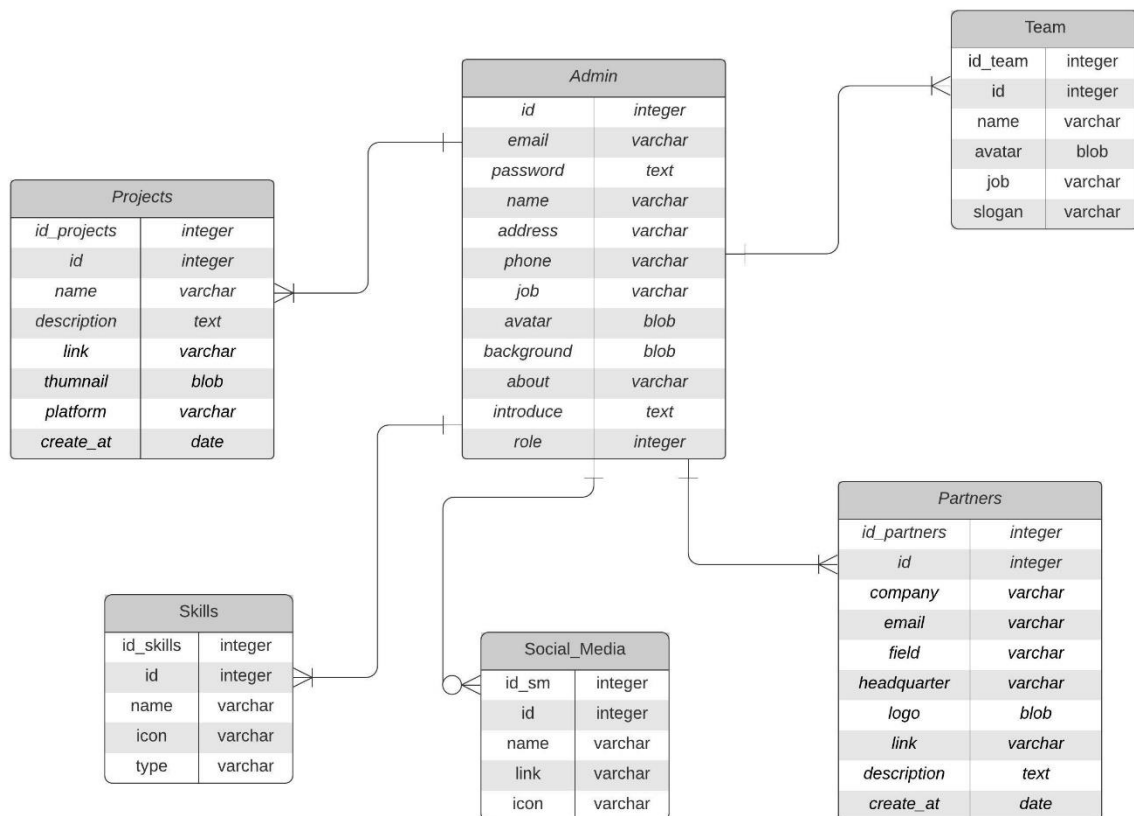 Team
id_team integer
id integer
name varchar
avatar blob
job varchar
slogan varchar
Admin
id integer
email varchar
password text
name varchar
address varchar
phone varchar
job varchar
avatar blob
background blob
about varchar
introduce text
role integer
Projects
id_projects integer
id integer
name varchar
description text
link varchar
thumnail blob
platform varchar
create_at date
Partners
id_partners integer
id integer
company varchar
email varchar
field varchar
headquarter varchar
logo blob
link varchar
description text
create_at date
Skills
id_skills integer
id integer
name varchar
icon varchar
type varchar
Social_Media
id_sm integer
id integer
name varchar
link varchar
icon varchar